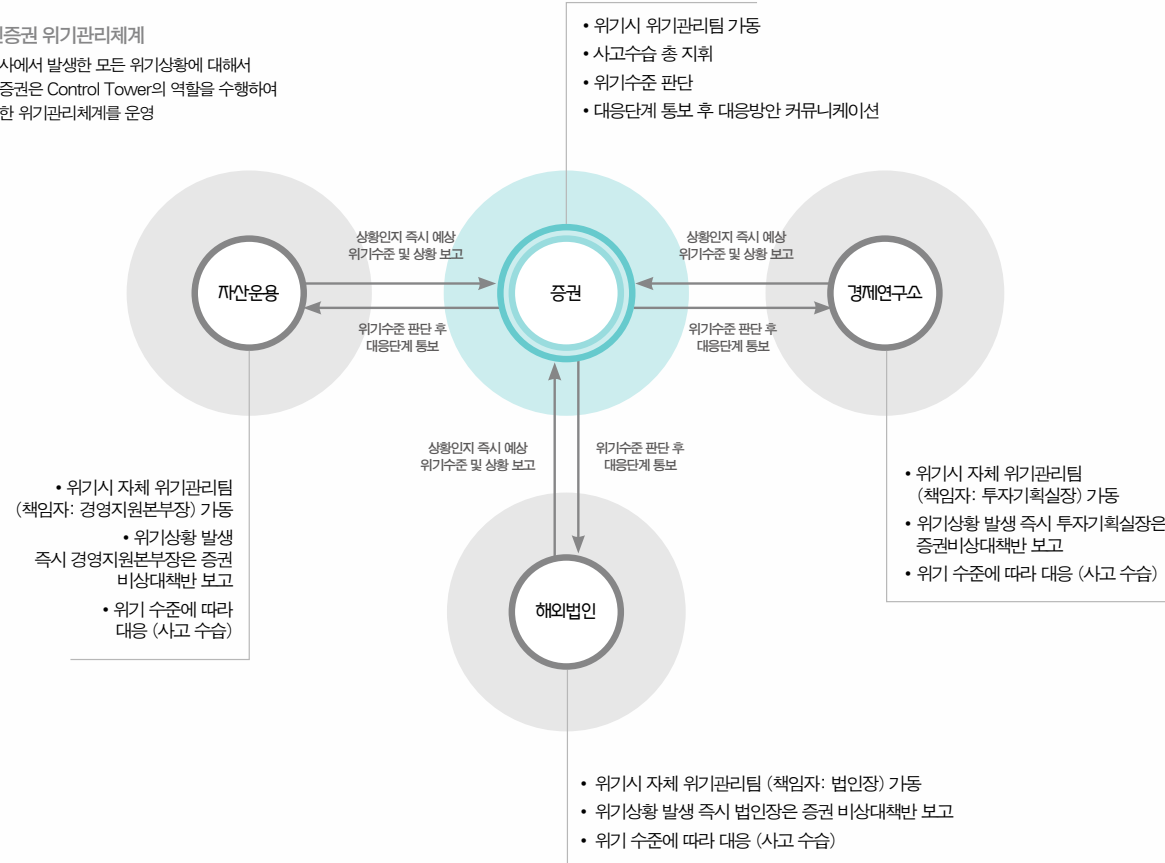 증권 위기관리체계
사에서 발생한 모든 위기상황에 대해서
증권은 Control Tower의 역할을 수행하여
한 위기관리체계를 운영
• 위기시 위기관리팀 가동
• 사고수습 총 지휘
• 위기수준 판단
• 대응단계 통보 후 대응방안 커뮤니케이션
상황인지 즉시 예상
위기수준 및 상황 보고
상황인지 즉시 예상
위기수준 및 상황 보고
자산운용
증권
경제연구소
위기수준 판단 후
대응단계 통보
위기수준 판단 후
대응단계 통보
상황인지 즉시 예상
위기수준 및 상황 보고
위기수준 판단 후
대응단계 통보
• 위기시 자체 위기관리팀
(책임자: 경영지원본부장) 가동
• 위기상황 발생
즉시 경영지원본부장은 증권
비상대책반 보고
• 위기 수준에 따라
대응 (사고 수습)
• 위기시 자체 위기관리팀
(책임자: 투자기획실장) 가동
• 위기상황 발생 즉시 투자기획실장은
증권비상대책반 보고
• 위기 수준에 따라 대응 (사고 수습)
해외법인
• 위기시 자체 위기관리팀 (책임자: 법인장) 가동
• 위기상황 발생 즉시 법인장은 증권 비상대책반 보고
• 위기 수준에 따라 대응 (사고 수습)